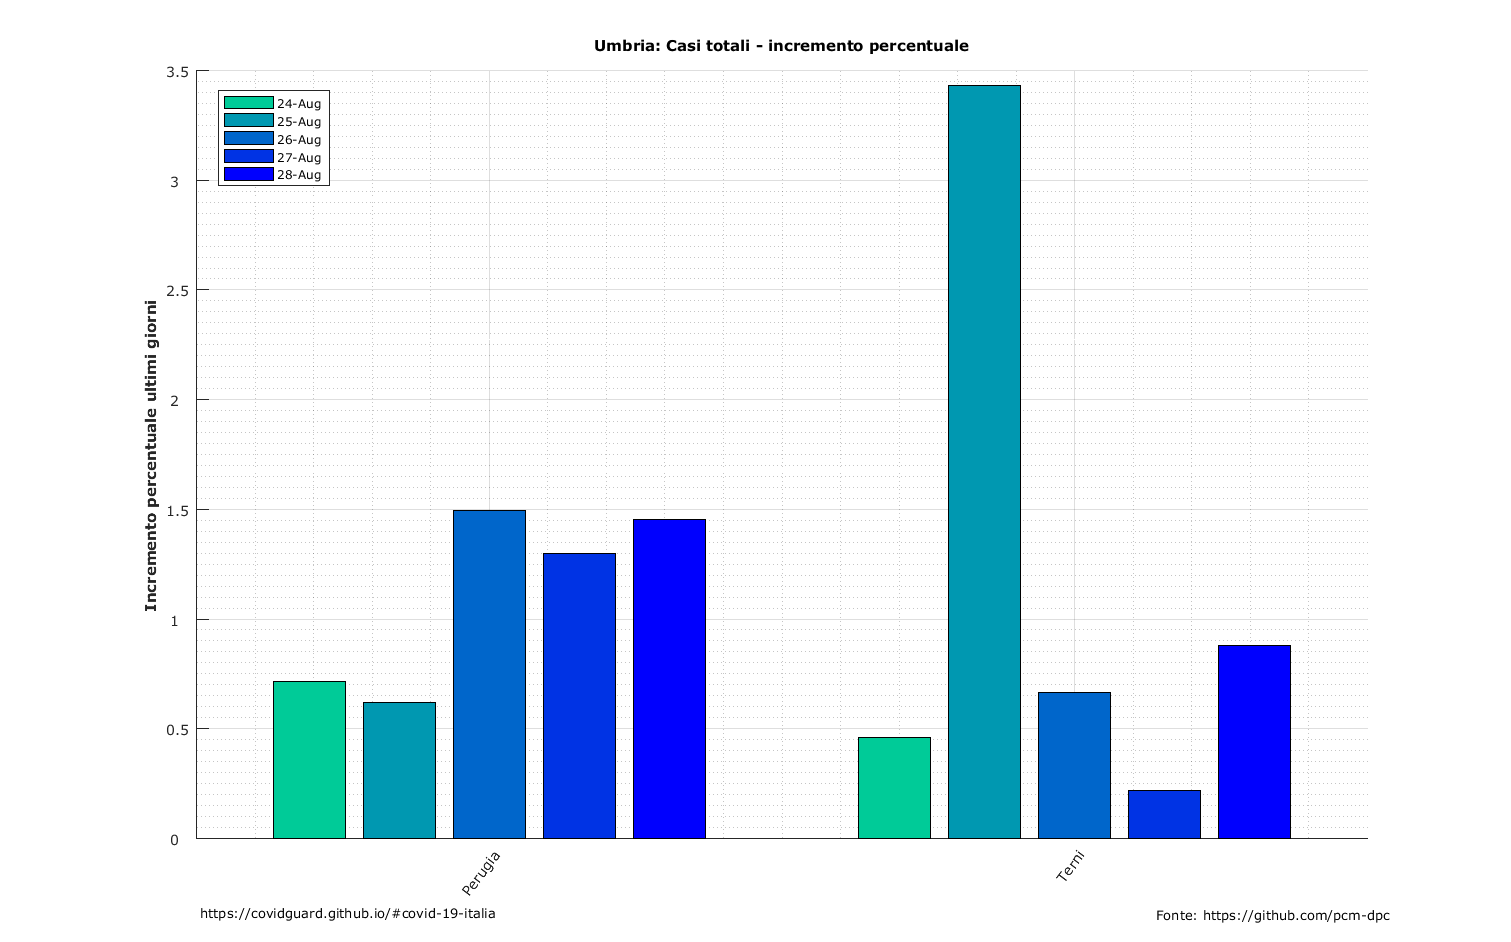 Umbria: Casi totali - incremento percentuale
3.5
3
2.5
2
1.5
1
0.5
0
Incremento percentuale ultimi giorni
24-Aug
25-Aug
26-Aug
27-Aug
28-Aug
Perugia
Terni
https://covidguard.github.io/#covid-19-italia
Fonte: https://github.com/pcm-dpc